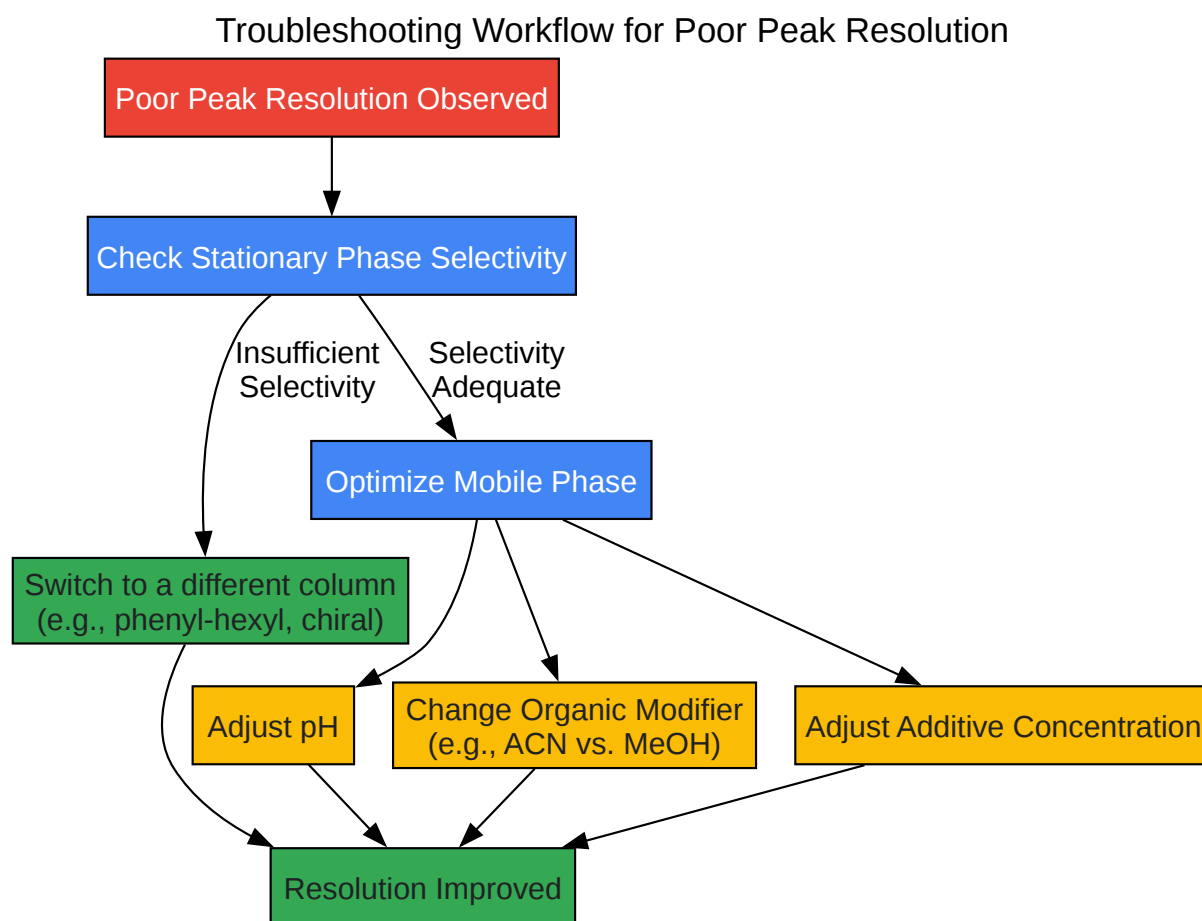 Troubleshooting Workflow for Poor Peak Resolution
Poor Peak Resolution Observed
Check Stationary Phase Selectivity
Insufficient
Selectivity
Selectivity
Adequate
Optimize Mobile Phase
Switch to a different column
(e.g., phenyl-hexyl, chiral)
Adjust pH
Change Organic Modifier
(e.g., ACN vs. MeOH)
Adjust Additive Concentration
Resolution Improved